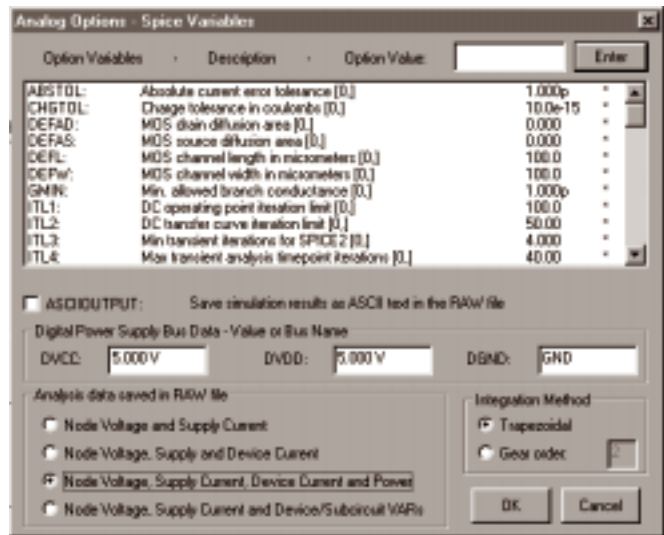 Analog Options - Spice Variables
Option Variables - Description - Option Value: Enter
ABSTOL: Absolute current error tolerance [0,] 1.000p *
CHGTOL: Charge tolerance in coulombs [0,] 10.0e-15 *
DEFAD: MOS drain diffusion area [0,] 0.000 *
DEFAS: MOS source diffusion area [0,] 0.000 *
DEFL: MOS channel length in micrometers [0,] 100.0 *
DEFW: MOS channel width in micrometers [0,] 100.0 *
GMIN: Min. allowed branch conductance [0,] 1.000p *
ITL1: DC operating point iteration limit [0,] 100.0 *
ITL2: DC transfer curve iteration limit [0,] 50.00 *
ITL3: Min transient iterations for SPICE2 [0,] 4.000 *
ITL4: Max transient analysis timepoint iterations [0,] 40.00 *
ASCIIOUTPUT: Save simulation results as ASCII text in the RAW file
Digital Power Supply Bus Data - Value or Bus Name
DVCC: 5.000 V DVDD: 5.000 V DGND: GND
Analysis data saved in RAW file
Node Voltage and Supply Current
Node Voltage, Supply and Device Current
Node Voltage, Supply Current, Device Current and Power
Node Voltage, Supply Current and Device/Subcircuit VARs
Integration Method
Trapezoidal
Gear order: 2
OK Cancel